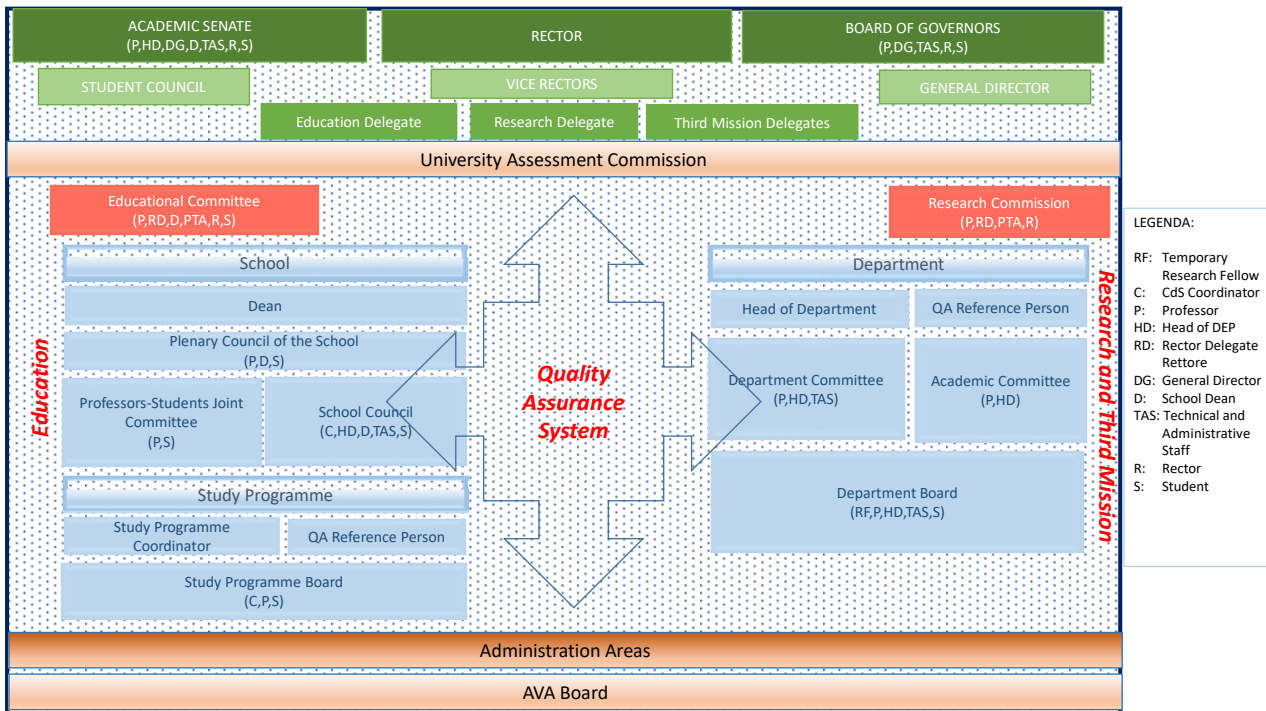 ACADEMIC SENATE
(P,HD,DG,D,TAS,R,S)
RECTOR
BOARD OF GOVERNORS
(P,DG,TAS,R,S)
STUDENT COUNCIL
VICE RECTORS
GENERAL DIRECTOR
Education Delegate
Research Delegate
Third Mission Delegates
University Assessment Commission
Educational Committee
(P,RD,D,PTA,R,S)
Research Commission
(P,RD,PTA,R)
Education
School
Dean
Plenary Council of the School
(P,D,S)
Professors-Students Joint
Committee
(P,S)
School Council
(C,HD,D,TAS,S)
Study Programme
Study Programme
Coordinator
QA Reference Person
Study Programme Board
(C,P,S)
Quality
Assurance
System
Department
Head of Department
QA Reference Person
Department Committee
(P,HD,TAS)
Academic Committee
(P,HD)
Department Board
(RF,P,HD,TAS,S)
Research and Third Mission
Administration Areas
AVA Board
LEGENDA:
RF: Temporary
Research Fellow
C: CdS Coordinator
P: Professor
HD: Head of DEP
RD: Rector Delegate
Rettore
DG: General Director
D: School Dean
TAS: Technical and
Administrative
Staff
R: Rector
S: Student